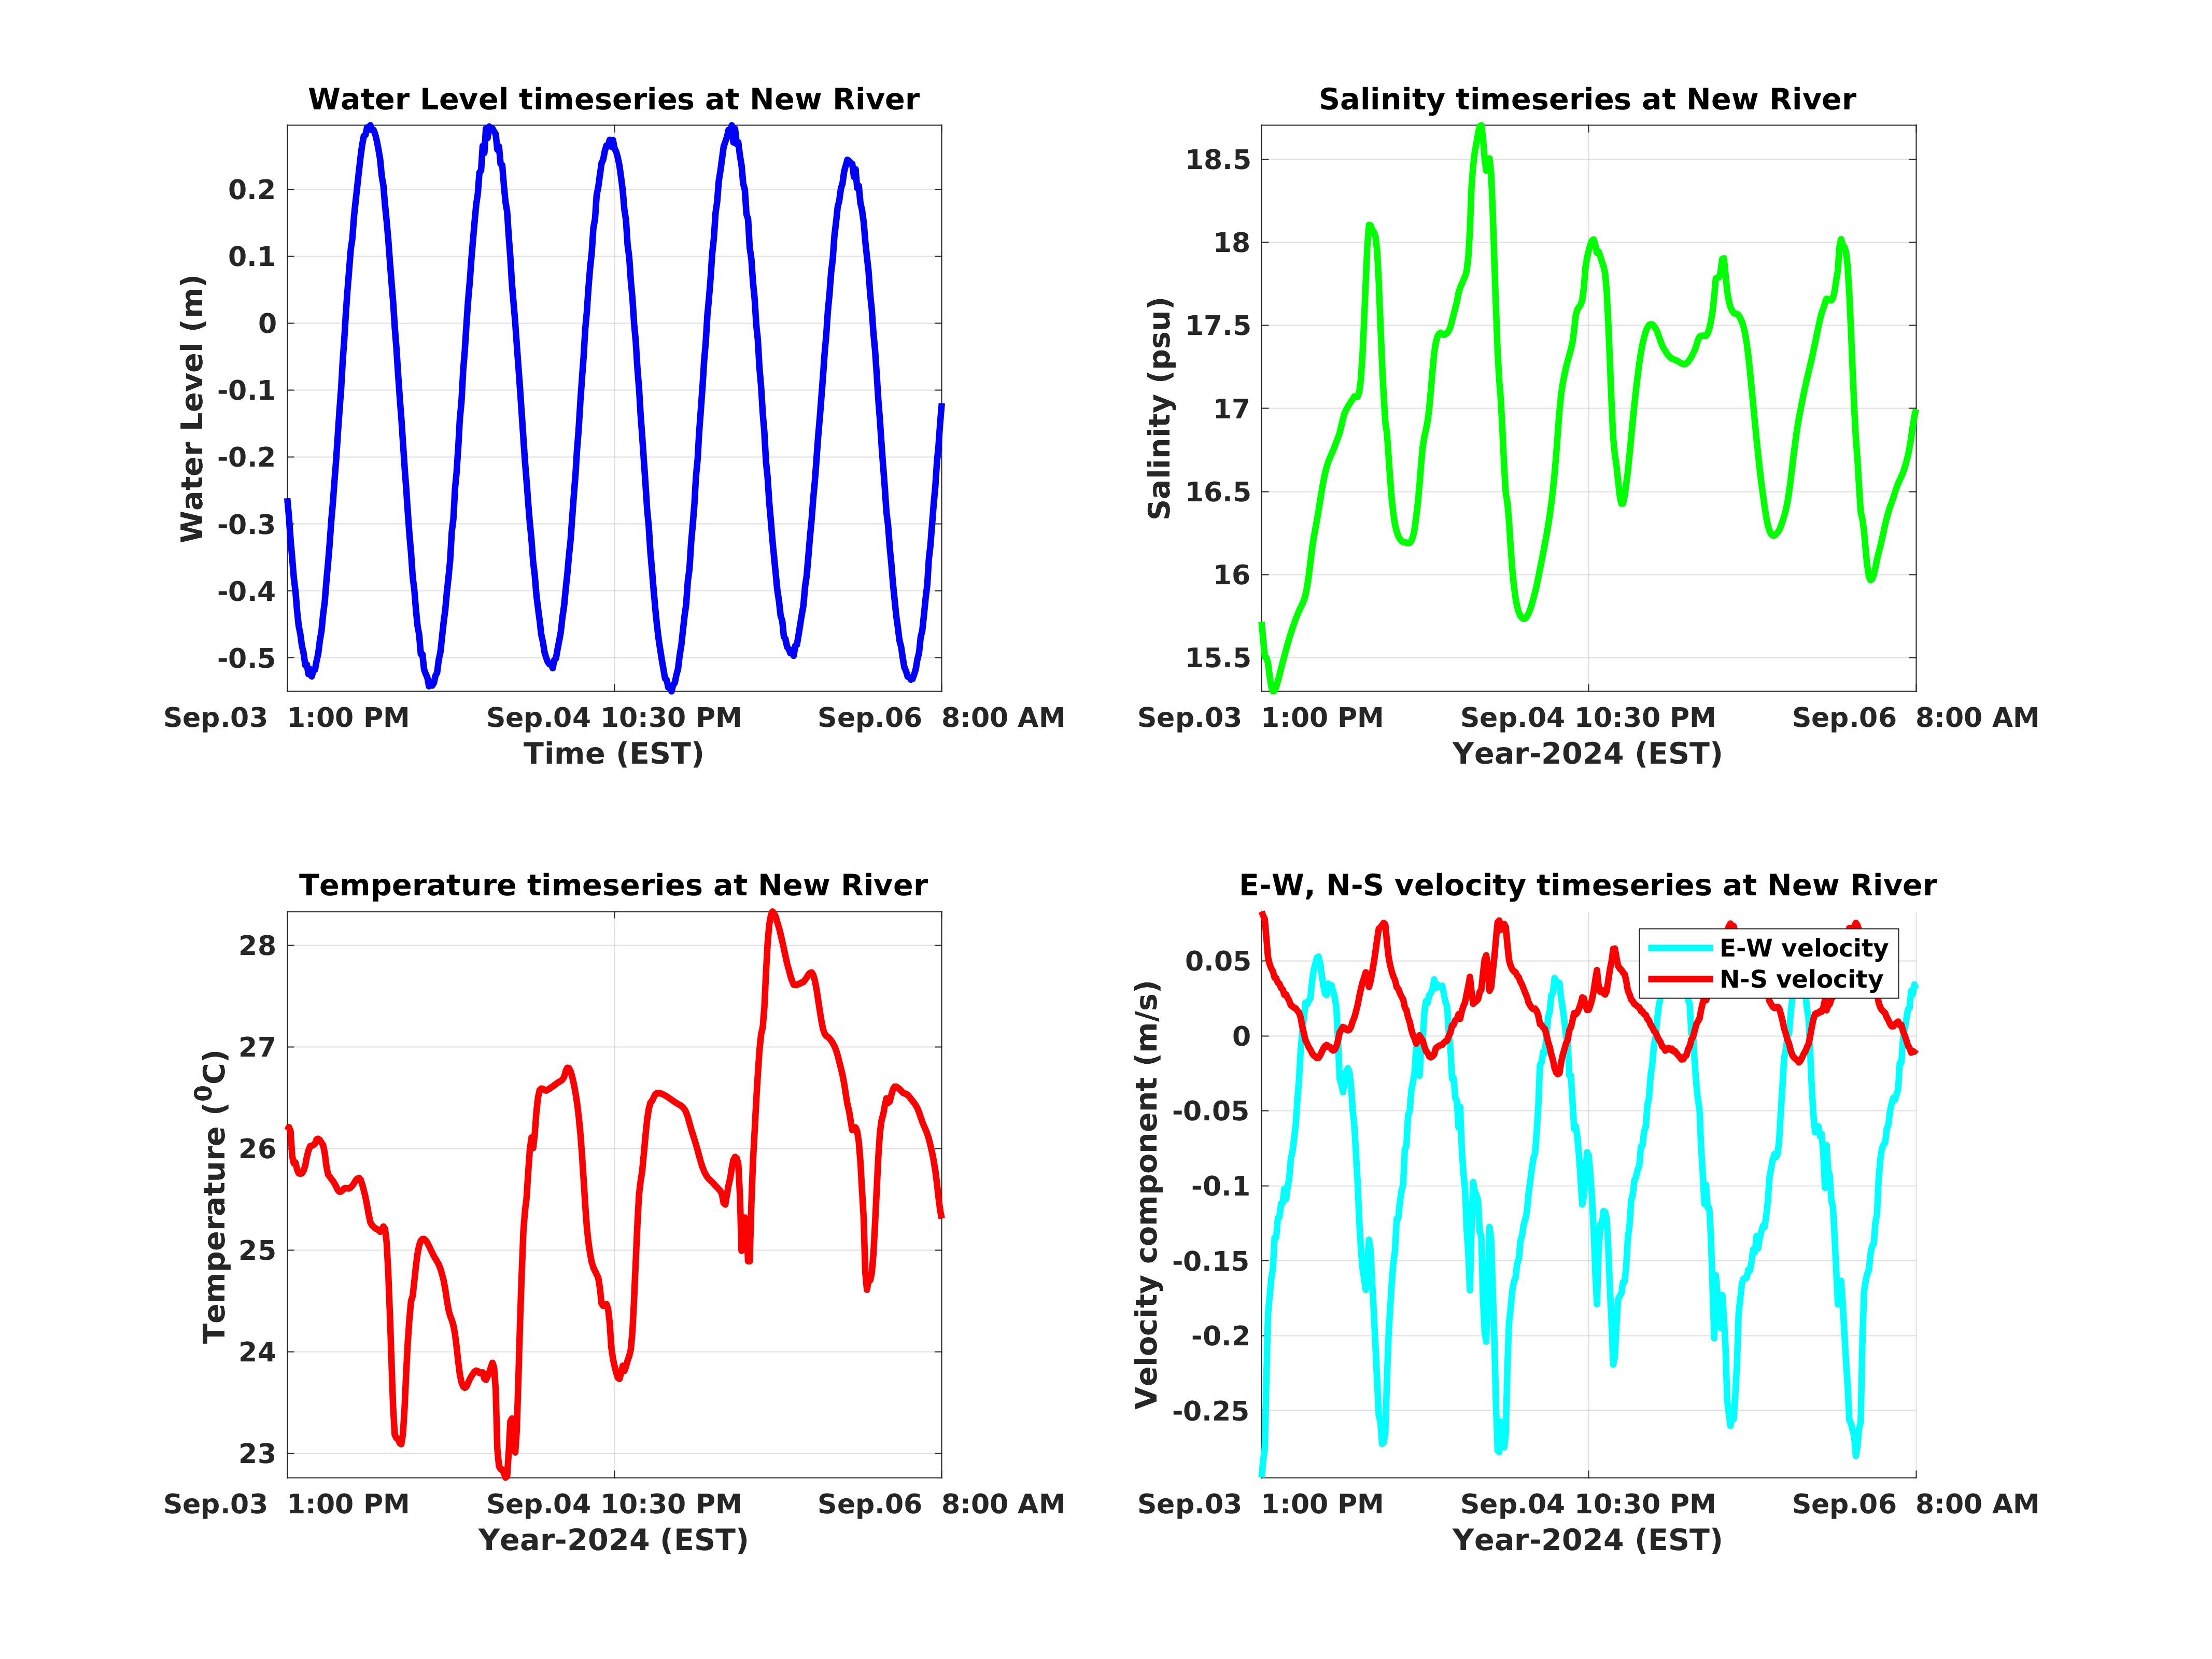 Water Level timeseries at New River
0.2
0.1
0
-0.1
-0.2
-0.3
-0.4
-0.5
Water Level (m)
Sep.03 1:00 PM Sep.04 10:30 PM Sep.06 8:00 AM
Time (EST)
Salinity timeseries at New River
18.5
18
17.5
17
16.5
16
15.5
Salinity (psu)
Sep.03 1:00 PM Sep.04 10:30 PM Sep.06 8:00 AM
Year-2024 (EST)
Temperature timeseries at New River
28
27
26
25
24
23
Temperature (⁰C)
Sep.03 1:00 PM Sep.04 10:30 PM Sep.06 8:00 AM
Year-2024 (EST)
E-W, N-S velocity timeseries at New River
E-W velocity
N-S velocity
0.05
0
-0.05
-0.1
-0.15
-0.2
-0.25
Velocity component (m/s)
Sep.03 1:00 PM Sep.04 10:30 PM Sep.06 8:00 AM
Year-2024 (EST)